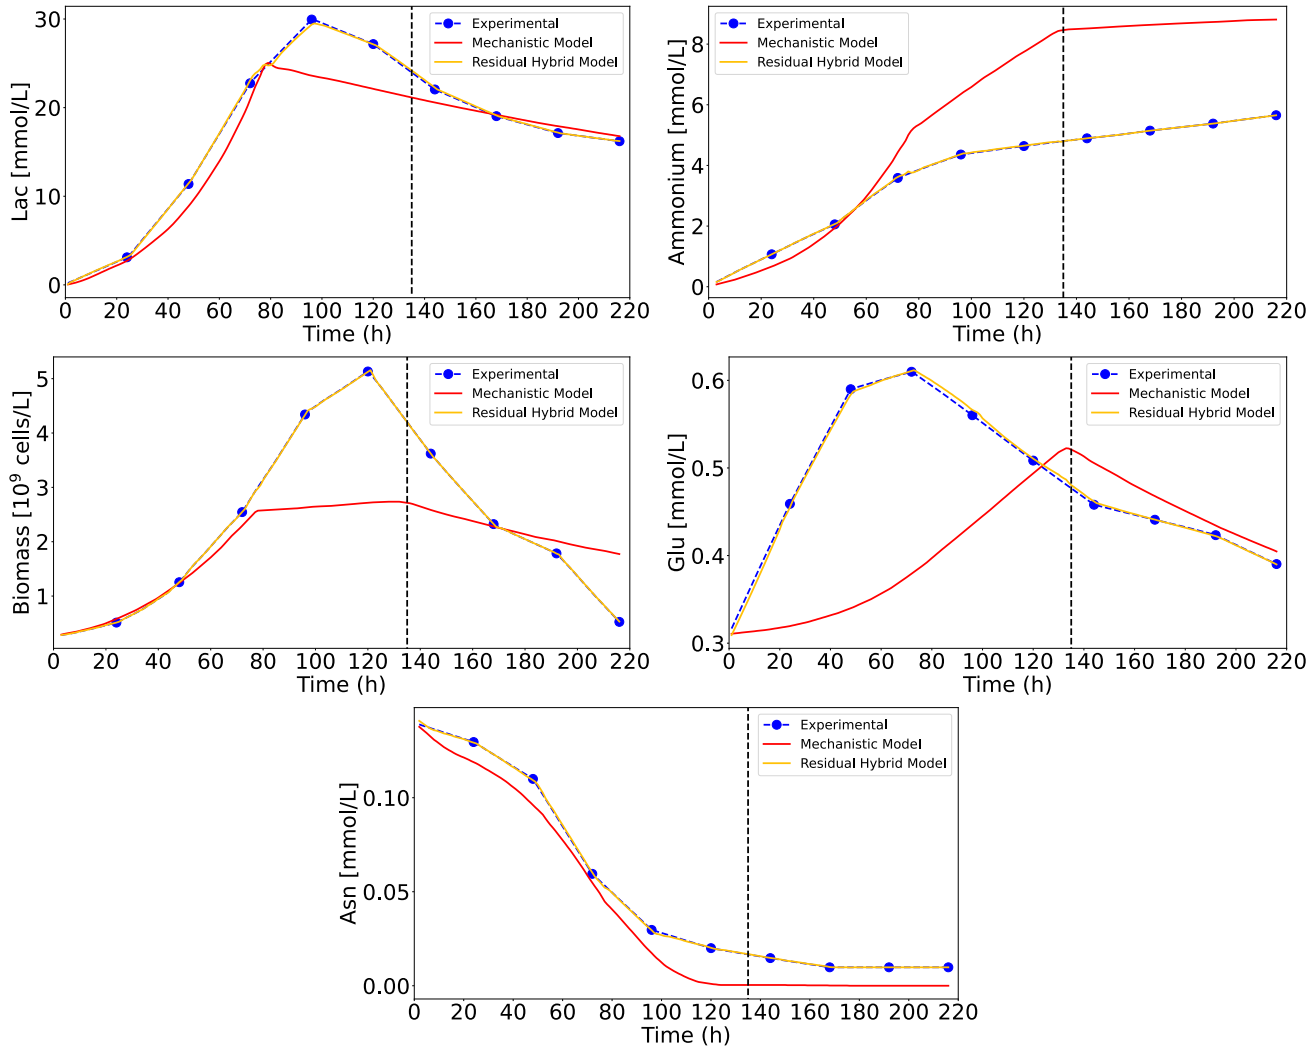 Lac [mmol/L]
30
20
10
0
Experimental
Mechanistic Model
Residual Hybrid Model
0 20 40 60 80 100 120 140 160 180 200 220
Time (h)
Ammonium [mmol/L]
8
6
4
2
0
Experimental
Mechanistic Model
Residual Hybrid Model
0 20 40 60 80 100 120 140 160 180 200 220
Time (h)
Biomass [10^9 cells/L]
5
4
3
2
1
Experimental
Mechanistic Model
Residual Hybrid Model
0 20 40 60 80 100 120 140 160 180 200 220
Time (h)
Glu [mmol/L]
0.6
0.5
0.4
0.3
Experimental
Mechanistic Model
Residual Hybrid Model
0 20 40 60 80 100 120 140 160 180 200 220
Time (h)
Asn [mmol/L]
0.10
0.05
0.00
Experimental
Mechanistic Model
Residual Hybrid Model
0 20 40 60 80 100 120 140 160 180 200 220
Time (h)